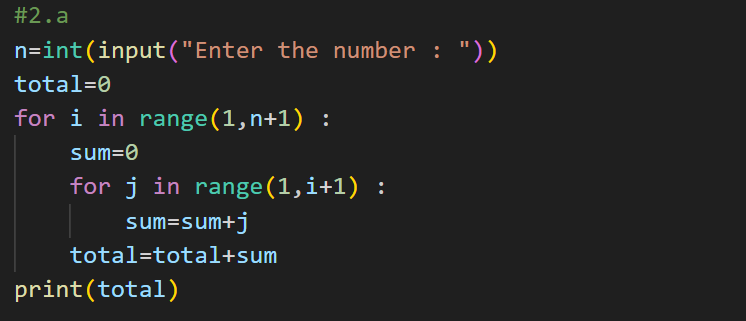 #2.a
n=int(input("Enter the number : "))
total=0
for i in range(1,n+1) :
    sum=0
    for j in range(1,i+1) :
        sum=sum+j
    total=total+sum
print(total)